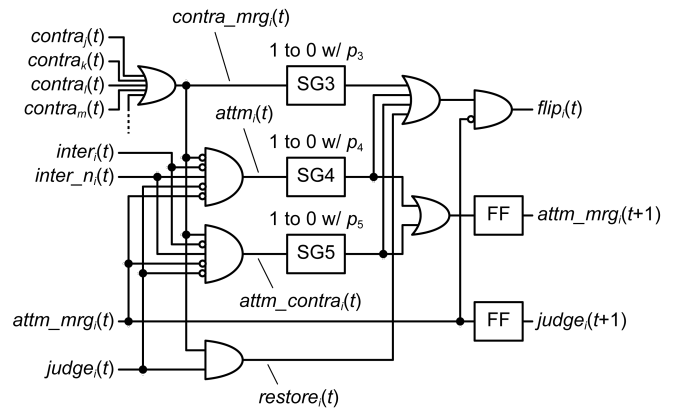 contra_mrgᵢ(t)
contraⱼ(t)
contraₖ(t)
contraₗ(t)
contraₘ(t)
1 to 0 w/ p₃
SG3
flipᵢ(t)
attmᵢ(t)
1 to 0 w/ p₄
SG4
interᵢ(t)
inter_nᵢ(t)
1 to 0 w/ p₅
SG5
FF
attm_mrgᵢ(t+1)
attm_contraᵢ(t)
attm_mrgᵢ(t)
FF
judgeᵢ(t+1)
judgeᵢ(t)
restoreᵢ(t)